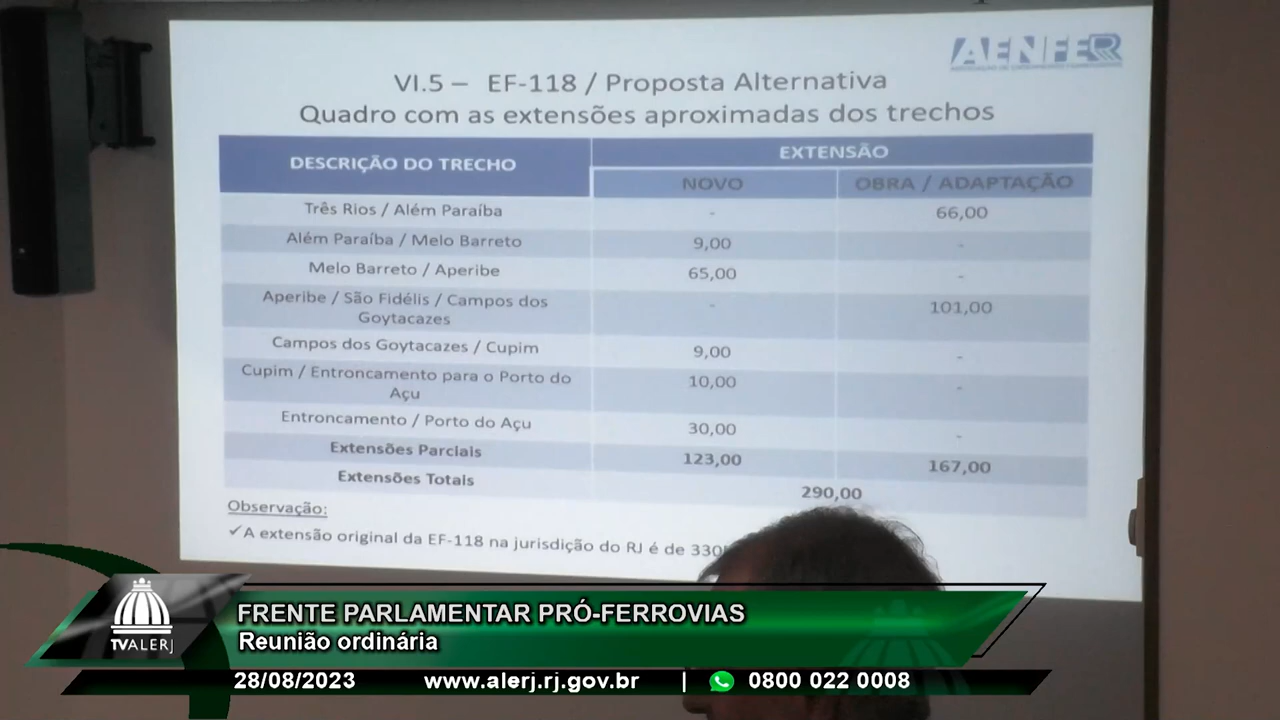 AENFER
VI.5 – EF-118 / Proposta Alternativa
Quadro com as extensões aproximadas dos trechos
DESCRIÇÃO DO TRECHO
EXTENSÃO
NOVO OBRA / ADAPTAÇÃO
Três Rios / Além Paraíba - 66,00
Além Paraíba / Melo Barreto 9,00 -
Melo Barreto / Aperibe 65,00 -
Aperibe / São Fidélis / Campos dos
Goytacazes - 101,00
Campos dos Goytacazes / Cupim 9,00 -
Cupim / Entroncamento para o Porto do
Açu 10,00 -
Entroncamento / Porto do Açu 30,00 -
Extensões Parciais 123,00 167,00
Extensões Totais 290,00
Observação:
✓A extensão original da EF-118 na jurisdição do RJ é de 330
FRENTE PARLAMENTAR PRÓ-FERROVIAS
Reunião ordinária
TVALERJ
28/08/2023 www.alerj.rj.gov.br | 0800 022 0008